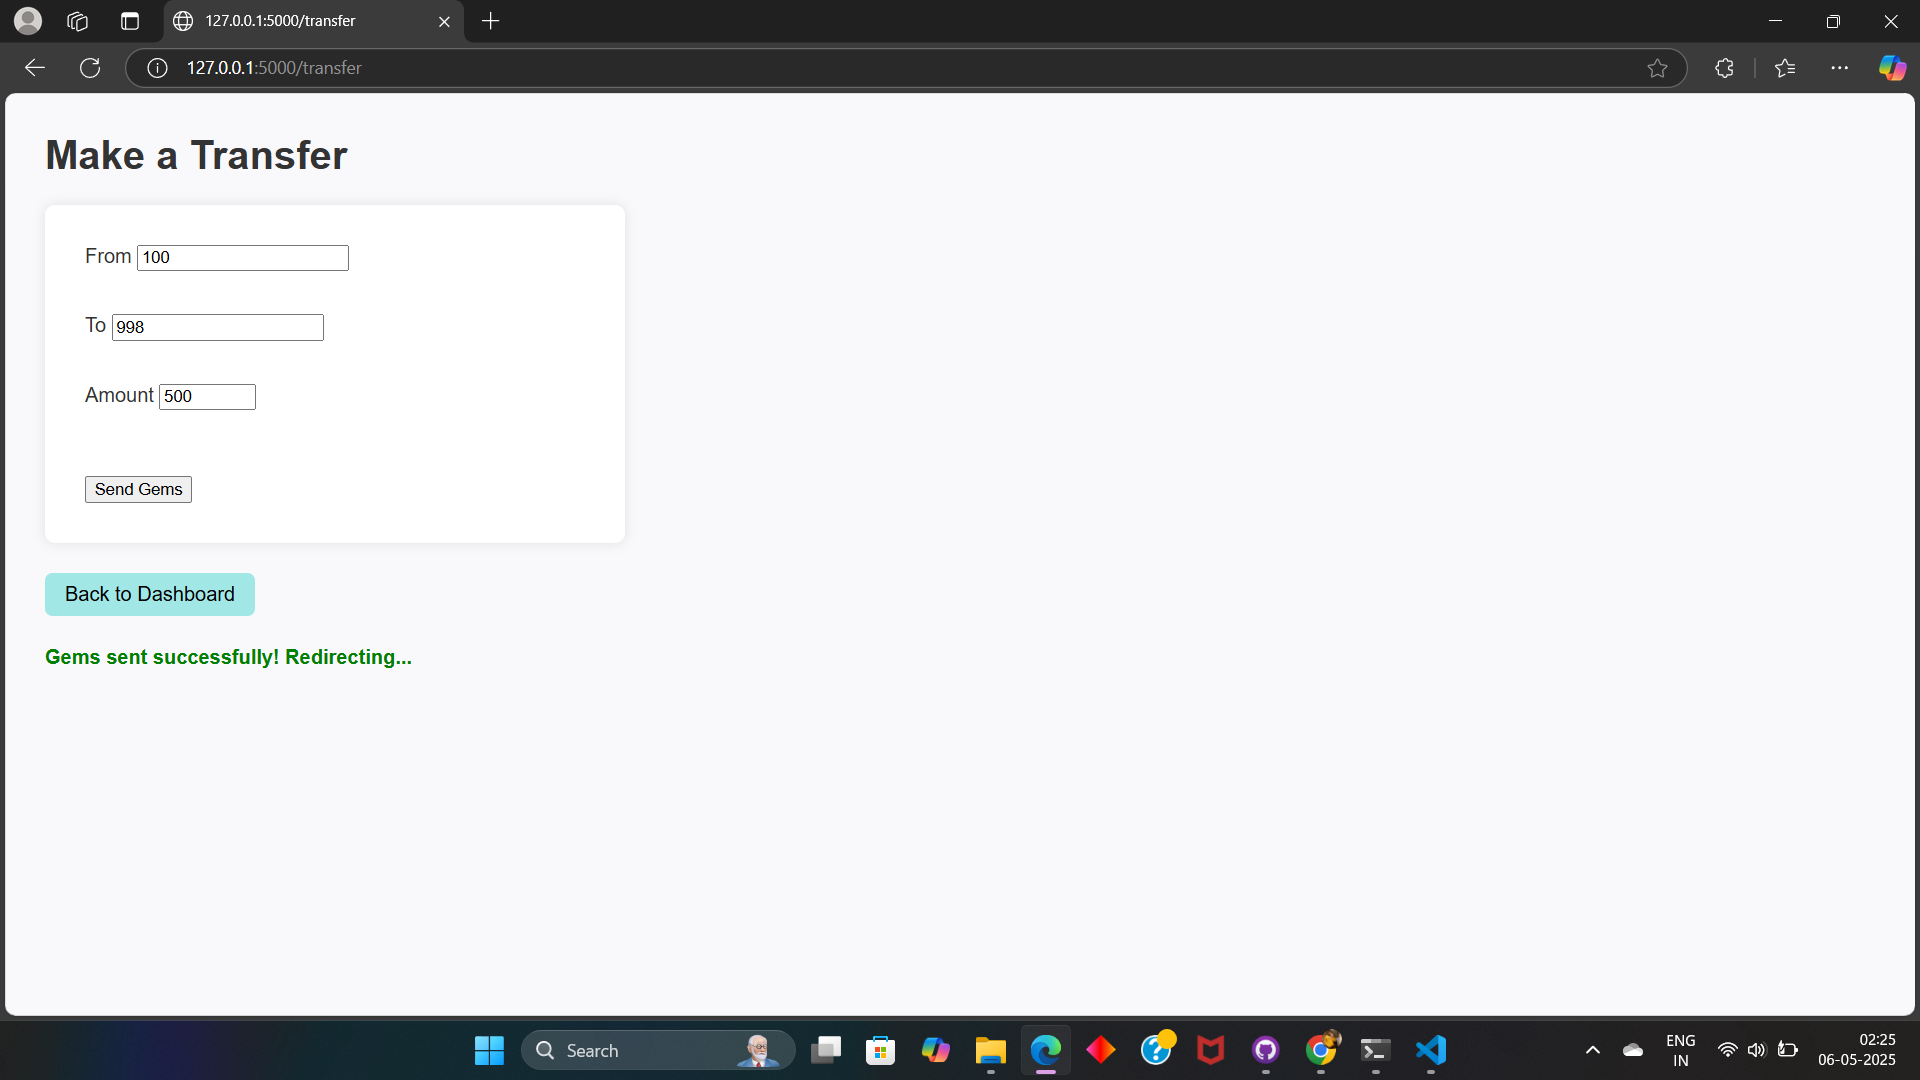 127.0.0.1:5000/transfer
127.0.0.1:5000/transfer
Make a Transfer
From 100
To 998
Amount 500
Send Gems
Back to Dashboard
Gems sent successfully! Redirecting...
Search
ENG
IN
02:25
06-05-2025